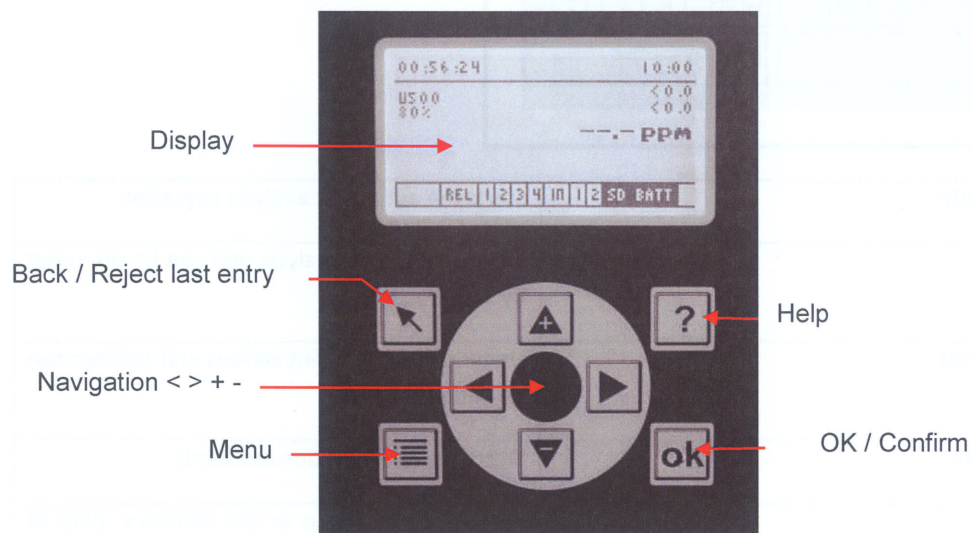 00:56:24 10:00
US00 <0.0
80% <0.0
--.- PPM
Display
REL 1 2 3 4 IN 1 2 SD BATT
Back / Reject last entry
?
Help
+
Navigation < > + -
-
Menu
ok
OK / Confirm